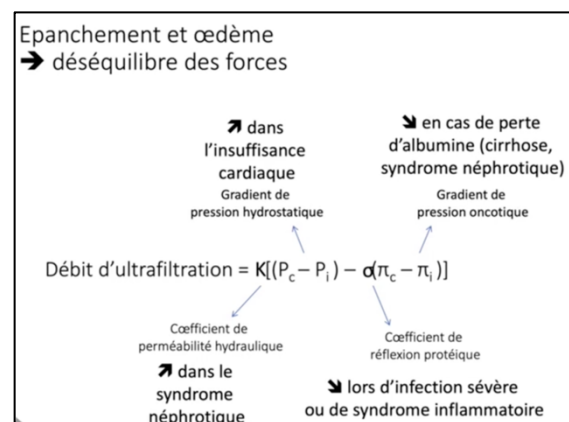 Epanchement et œdème
➔ déséquilibre des forces
↗ dans
l'insuffisance
cardiaque
Gradient de
pression hydrostatique
↘ en cas de perte
d'albumine (cirrhose,
syndrome néphrotique)
Gradient de
pression oncotique
Débit d'ultrafiltration = K[(Pc – Pi) – σ(πc – πi)]
Cœfficient de
perméabilité hydraulique
↗ dans le
syndrome
néphrotique
Cœfficient de
réflexion protéique
↘ lors d'infection sévère
ou de syndrome inflammatoire